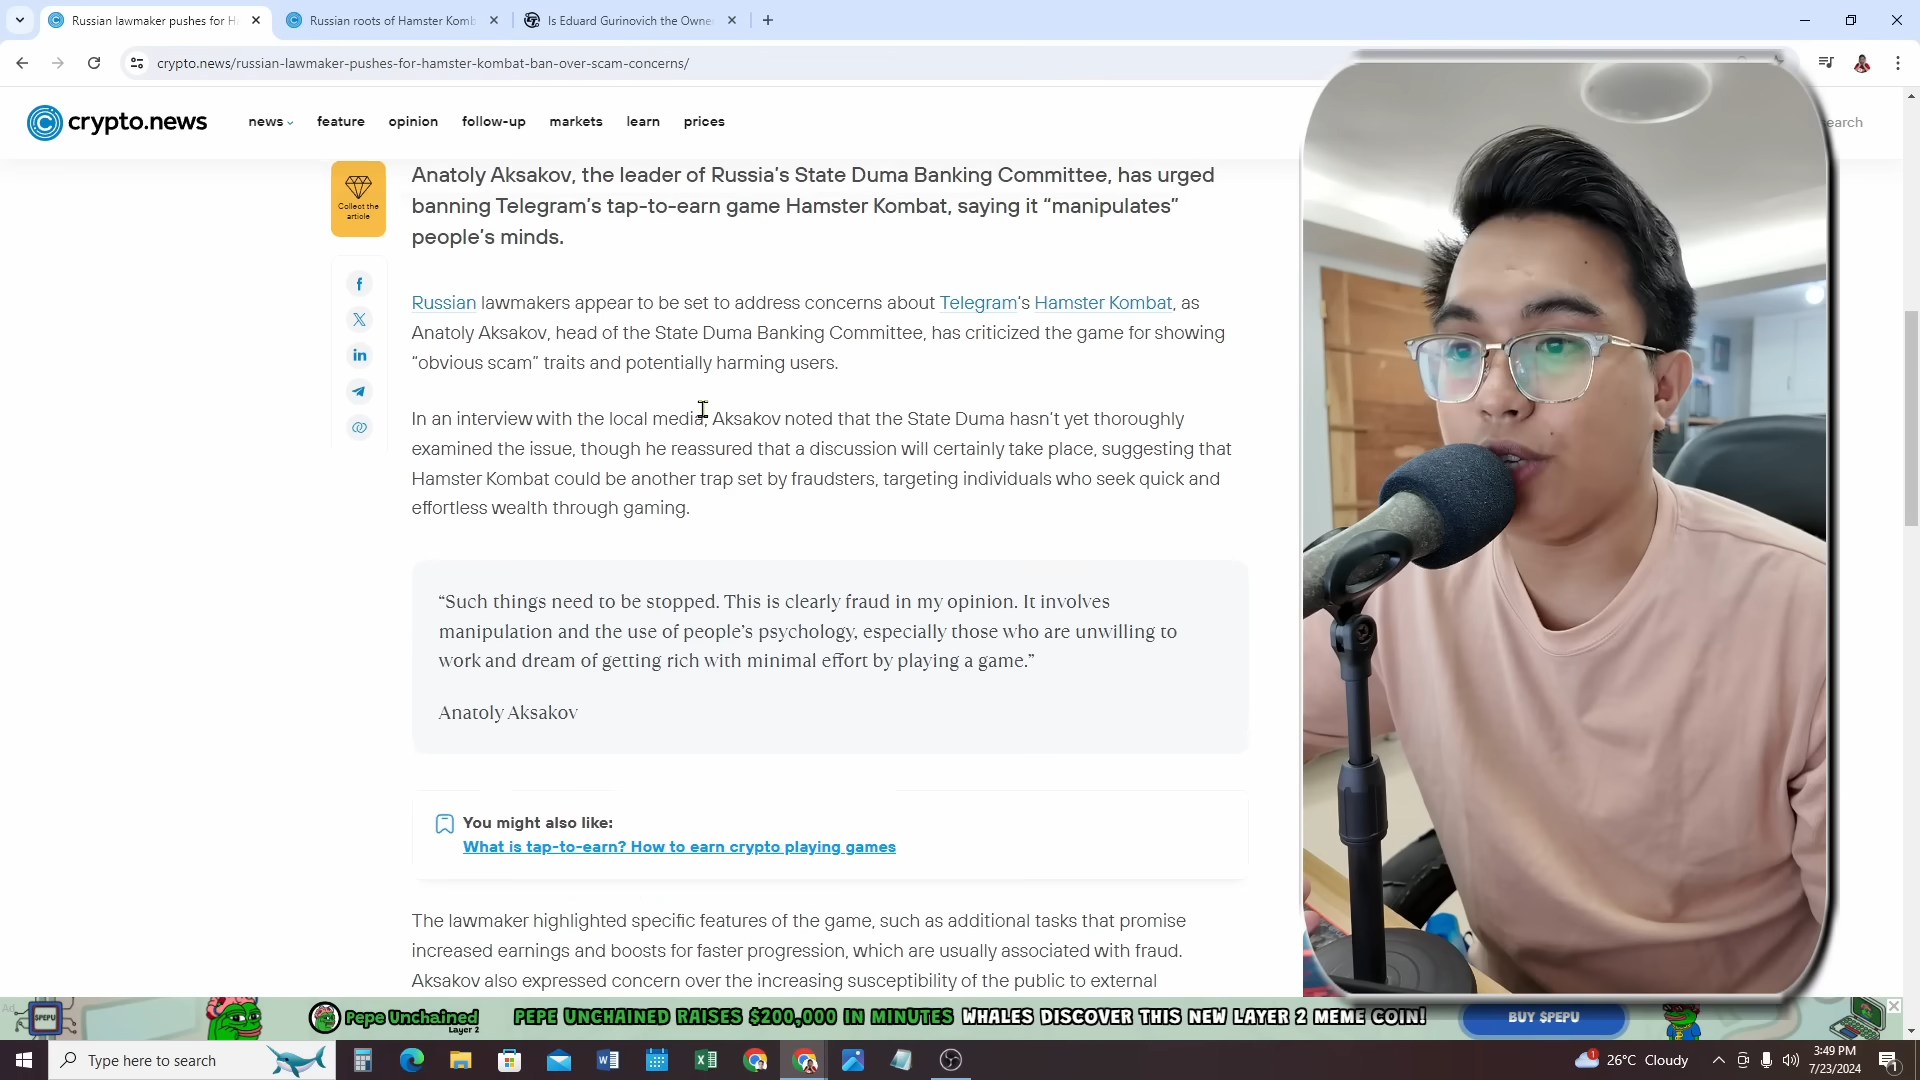 Russian lawmaker pushes for H
Russian roots of Hamster Komb
Is Eduard Gurinovich the Owne
crypto.news/russian-lawmaker-pushes-for-hamster-kombat-ban-over-scam-concerns/
crypto.news
news
feature
opinion
follow-up
markets
learn
prices
earch
Collect the
article
Anatoly Aksakov, the leader of Russia's State Duma Banking Committee, has urged
banning Telegram's tap-to-earn game Hamster Kombat, saying it “manipulates”
people's minds.
Russian lawmakers appear to be set to address concerns about Telegram's Hamster Kombat, as
Anatoly Aksakov, head of the State Duma Banking Committee, has criticized the game for showing
“obvious scam” traits and potentially harming users.
In an interview with the local media, Aksakov noted that the State Duma hasn't yet thoroughly
examined the issue, though he reassured that a discussion will certainly take place, suggesting that
Hamster Kombat could be another trap set by fraudsters, targeting individuals who seek quick and
effortless wealth through gaming.
“Such things need to be stopped. This is clearly fraud in my opinion. It involves
manipulation and the use of people's psychology, especially those who are unwilling to
work and dream of getting rich with minimal effort by playing a game.”
Anatoly Aksakov
You might also like:
What is tap-to-earn? How to earn crypto playing games
The lawmaker highlighted specific features of the game, such as additional tasks that promise
increased earnings and boosts for faster progression, which are usually associated with fraud.
Aksakov also expressed concern over the increasing susceptibility of the public to external
Ad
$PEPU
Pepe Unchained
Layer 2
PEPE UNCHAINED RAISES $200,000 IN MINUTES WHALES DISCOVER THIS NEW LAYER 2 MEME COIN!
BUY $PEPU
Type here to search
26°C Cloudy
3:49 PM
7/23/2024